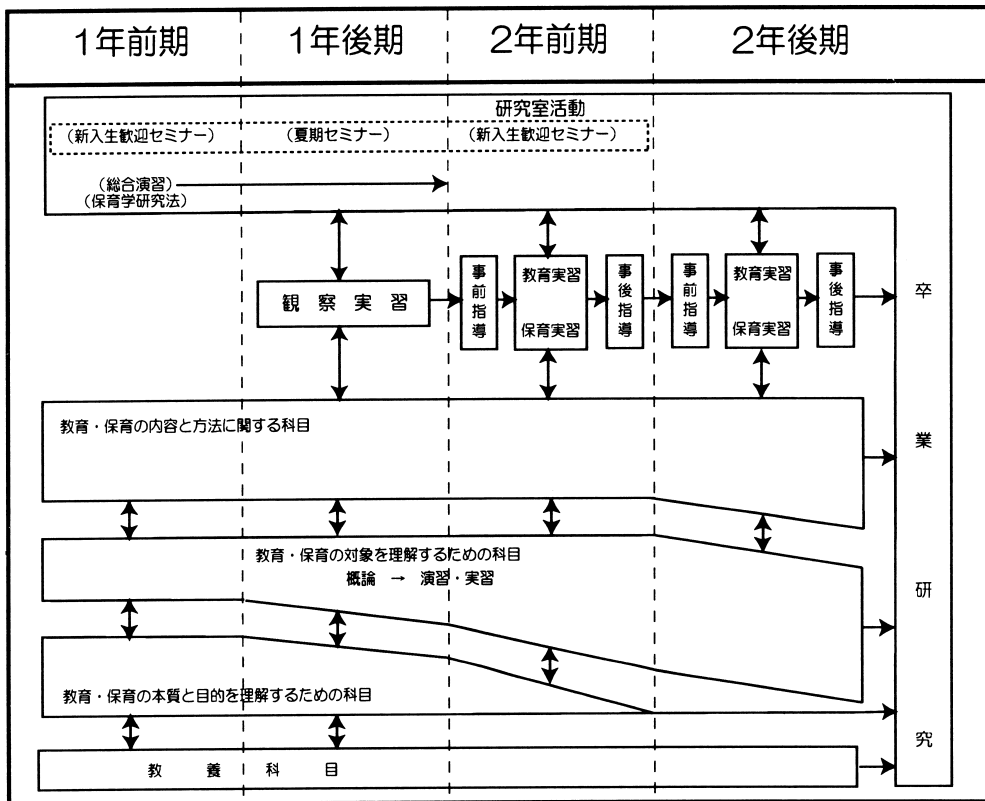 1年前期
1年後期
2年前期
2年後期
研究室活動
(新入生歓迎セミナー)
(夏期セミナー)
(新入生歓迎セミナー)
(総合演習)
(保育学研究法)
観察実習
事前指導
教育実習
保育実習
事後指導
事前指導
教育実習
保育実習
事後指導
卒業研究
教育・保育の内容と方法に関する科目
教育・保育の対象を理解するための科目
概論 → 演習・実習
教育・保育の本質と目的を理解するための科目
教養科目